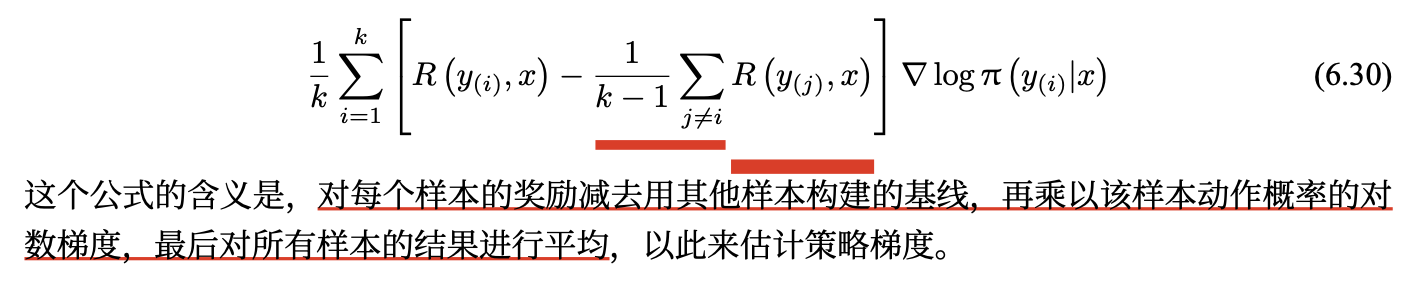 \frac{1}{k} \sum_{i=1}^{k} \left[ R\left(y_{(i)}, x\right) - \frac{1}{k-1} \sum_{j \neq i} R\left(y_{(j)}, x\right) \right] \nabla \log \pi \left(y_{(i)} | x\right) (6.30)
这个公式的含义是，对每个样本的奖励减去用其他样本构建的基线，再乘以该样本动作概率的对
数梯度，最后对所有样本的结果进行平均，以此来估计策略梯度。